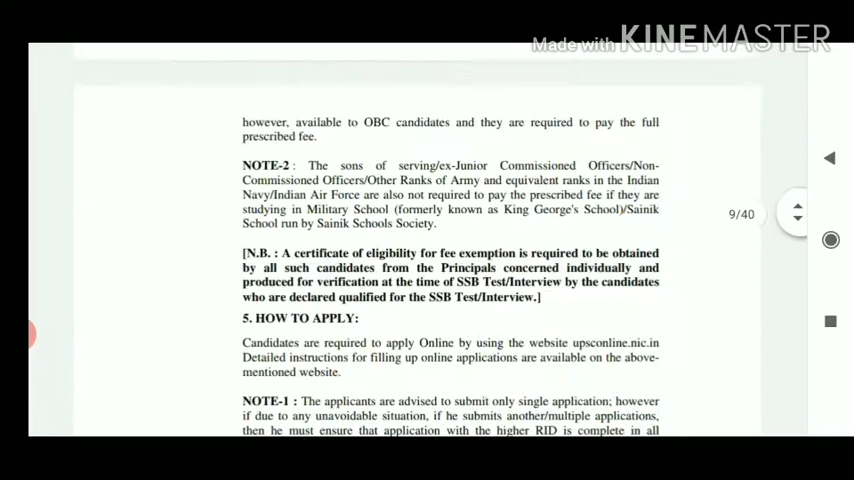 Made with KINEMASTER
however, available to OBC candidates and they are required to pay the full
prescribed fee.
NOTE-2 : The sons of serving/ex-Junior Commissioned Officers/Non-
Commissioned Officers/Other Ranks of Army and equivalent ranks in the Indian
Navy/Indian Air Force are also not required to pay the prescribed fee if they are
studying in Military School (formerly known as King George's School)/Sainik
School run by Sainik Schools Society.
[N.B. : A certificate of eligibility for fee exemption is required to be obtained
by all such candidates from the Principals concerned individually and
produced for verification at the time of SSB Test/Interview by the candidates
who are declared qualified for the SSB Test/Interview.]
9/40
5. HOW TO APPLY:
Candidates are required to apply Online by using the website upsconline.nic.in
Detailed instructions for filling up online applications are available on the above-
mentioned website.
NOTE-1 : The applicants are advised to submit only single application; however
if due to any unavoidable situation, if he submits another/multiple applications,
then he must ensure that application with the higher RID is complete in all